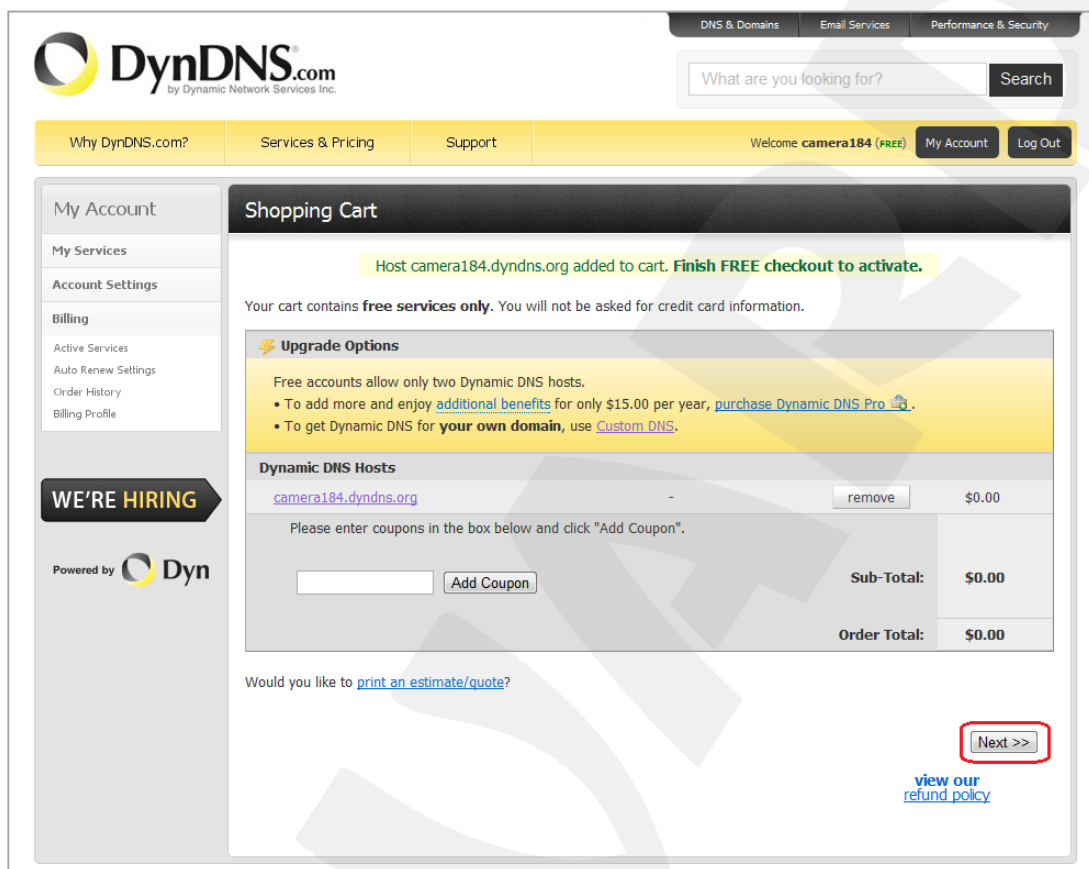 DNS & Domains Email Services Performance & Security
DynDNS.com
by Dynamic Network Services Inc.
What are you looking for? Search
Why DynDNS.com? Services & Pricing Support Welcome camera184 (FREE) My Account Log Out
My Account
My Services
Account Settings
Billing
Active Services
Auto Renew Settings
Order History
Billing Profile
WE'RE HIRING
Powered by Dyn
Shopping Cart
Host camera184.dyndns.org added to cart. Finish FREE checkout to activate.
Your cart contains free services only. You will not be asked for credit card information.
Upgrade Options
Free accounts allow only two Dynamic DNS hosts.
• To add more and enjoy additional benefits for only $15.00 per year, purchase Dynamic DNS Pro .
• To get Dynamic DNS for your own domain, use Custom DNS.
Dynamic DNS Hosts
camera184.dyndns.org - remove $0.00
Please enter coupons in the box below and click "Add Coupon".
Add Coupon Sub-Total: $0.00
Order Total: $0.00
Would you like to print an estimate/quote?
Next >>
view our
refund policy